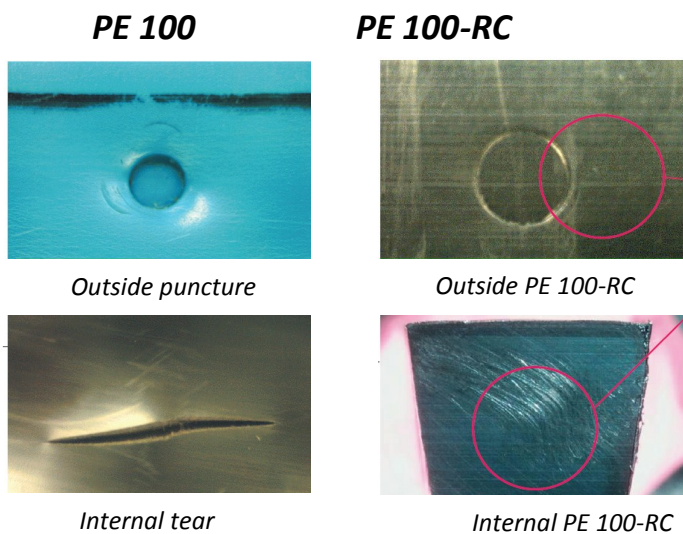 PE 100
PE 100-RC
Outside puncture
Outside PE 100-RC
Internal tear
Internal PE 100-RC